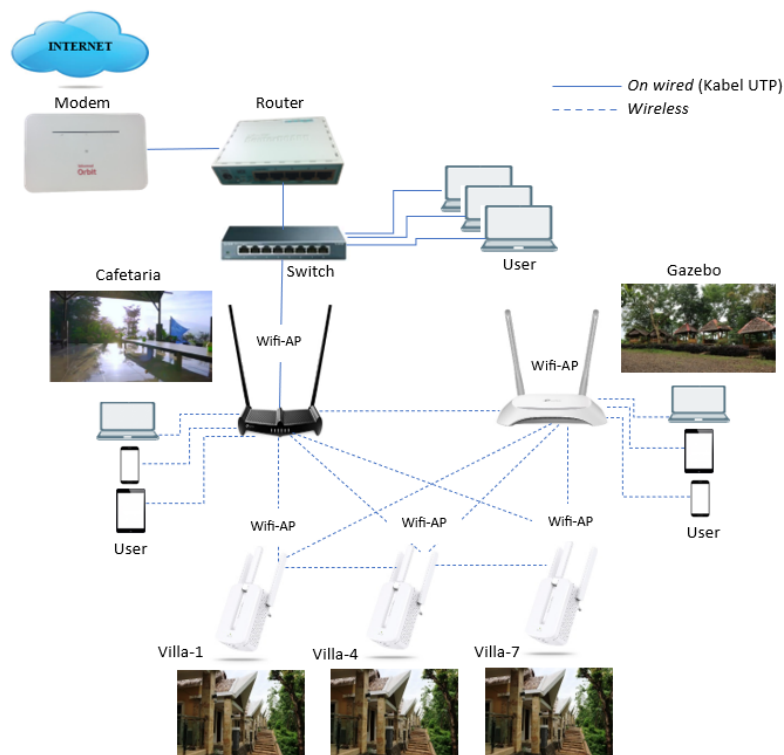 INTERNET
Modem
Router
On wired (Kabel UTP)
Wireless
Orbit
Switch
User
Cafetaria
Gazebo
Wifi-AP
Wifi-AP
User
User
Wifi-AP
Wifi-AP
Wifi-AP
Villa-1
Villa-4
Villa-7